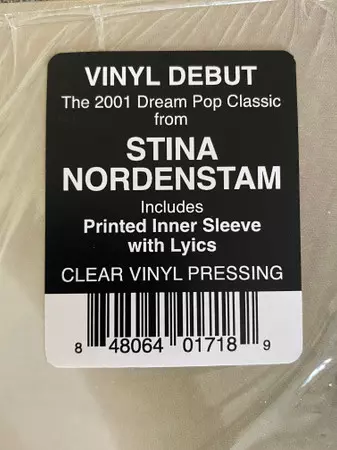 VINYL DEBUT
The 2001 Dream Pop Classic
from
STINA
NORDENSTAM
Includes
Printed Inner Sleeve
with Lyics
CLEAR VINYL PRESSING
8 48064 01718 9